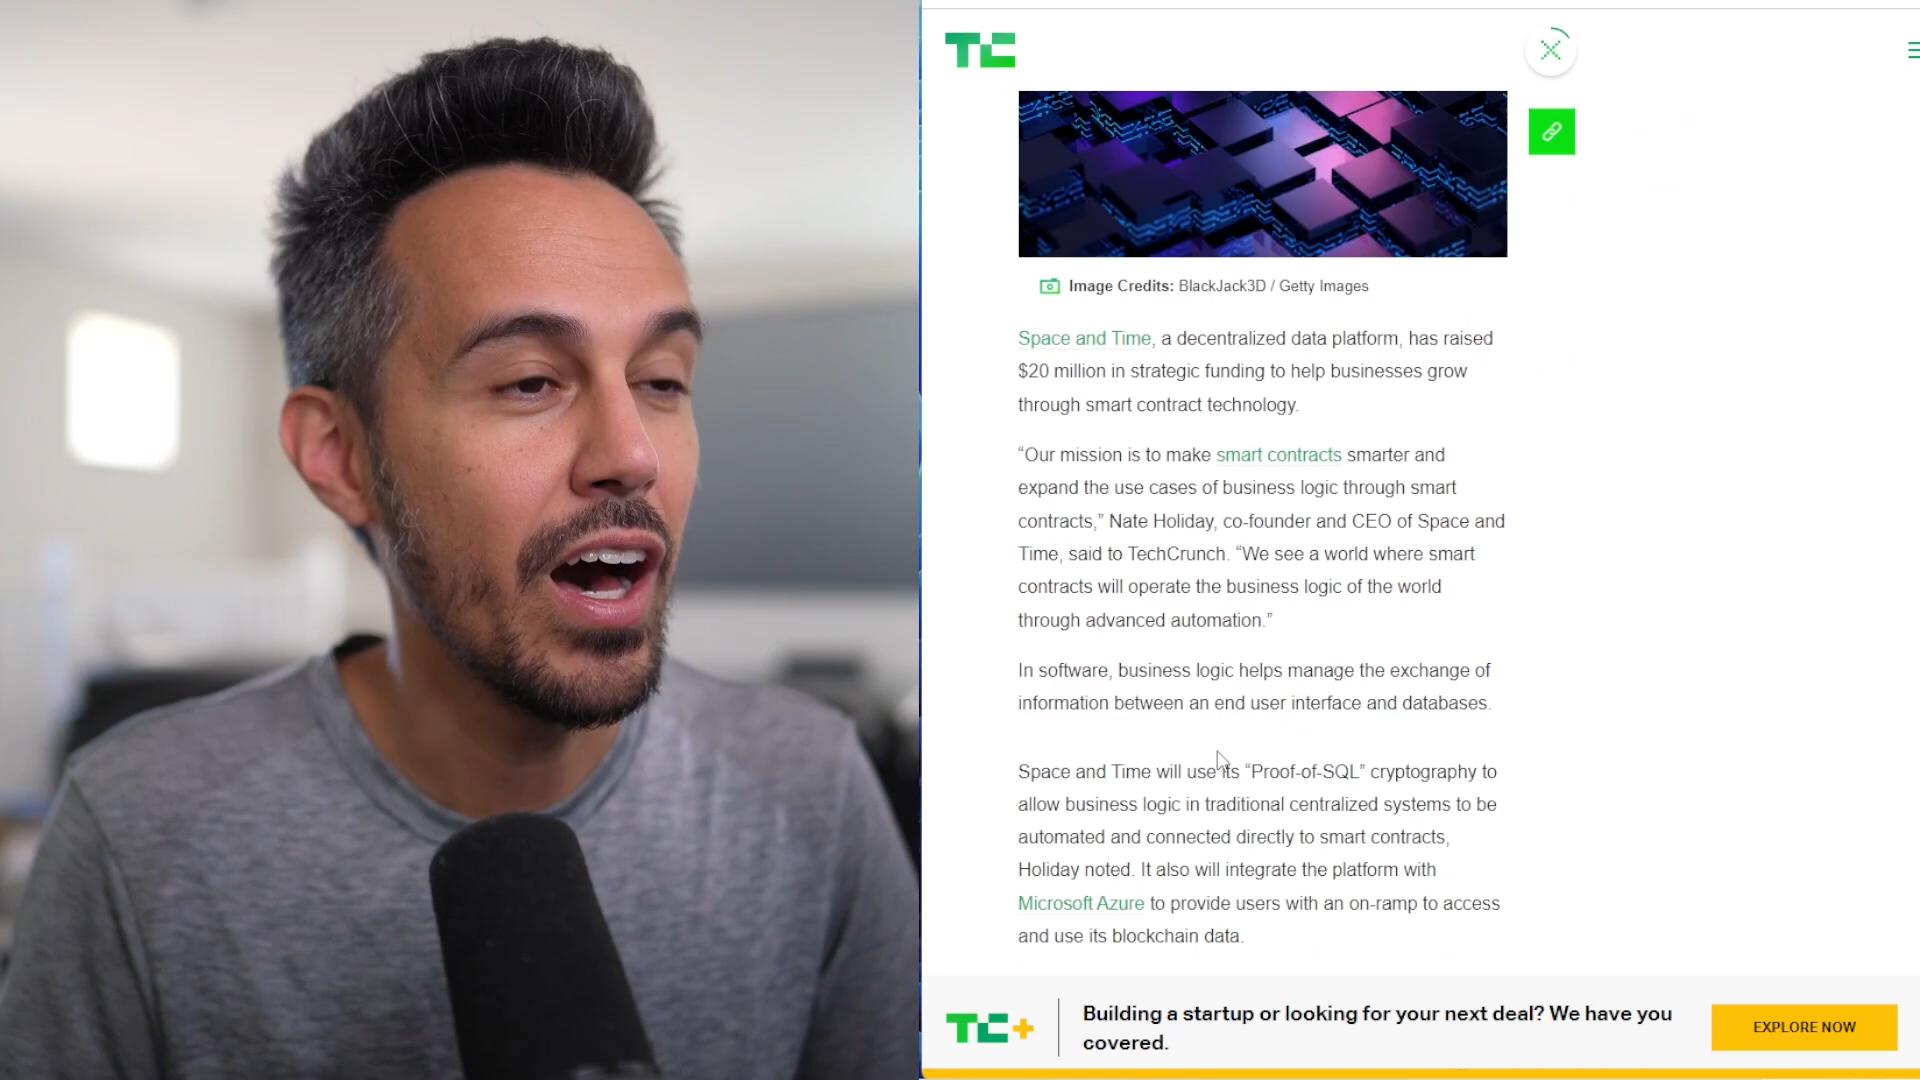 TC
Image Credits: BlackJack3D / Getty Images
Space and Time, a decentralized data platform, has raised
$20 million in strategic funding to help businesses grow
through smart contract technology.
“Our mission is to make smart contracts smarter and
expand the use cases of business logic through smart
contracts,” Nate Holiday, co-founder and CEO of Space and
Time, said to TechCrunch. “We see a world where smart
contracts will operate the business logic of the world
through advanced automation.”
In software, business logic helps manage the exchange of
information between an end user interface and databases.
Space and Time will use its “Proof-of-SQL” cryptography to
allow business logic in traditional centralized systems to be
automated and connected directly to smart contracts,
Holiday noted. It also will integrate the platform with
Microsoft Azure to provide users with an on-ramp to access
and use its blockchain data.
TC+
Building a startup or looking for your next deal? We have you
covered.
EXPLORE NOW